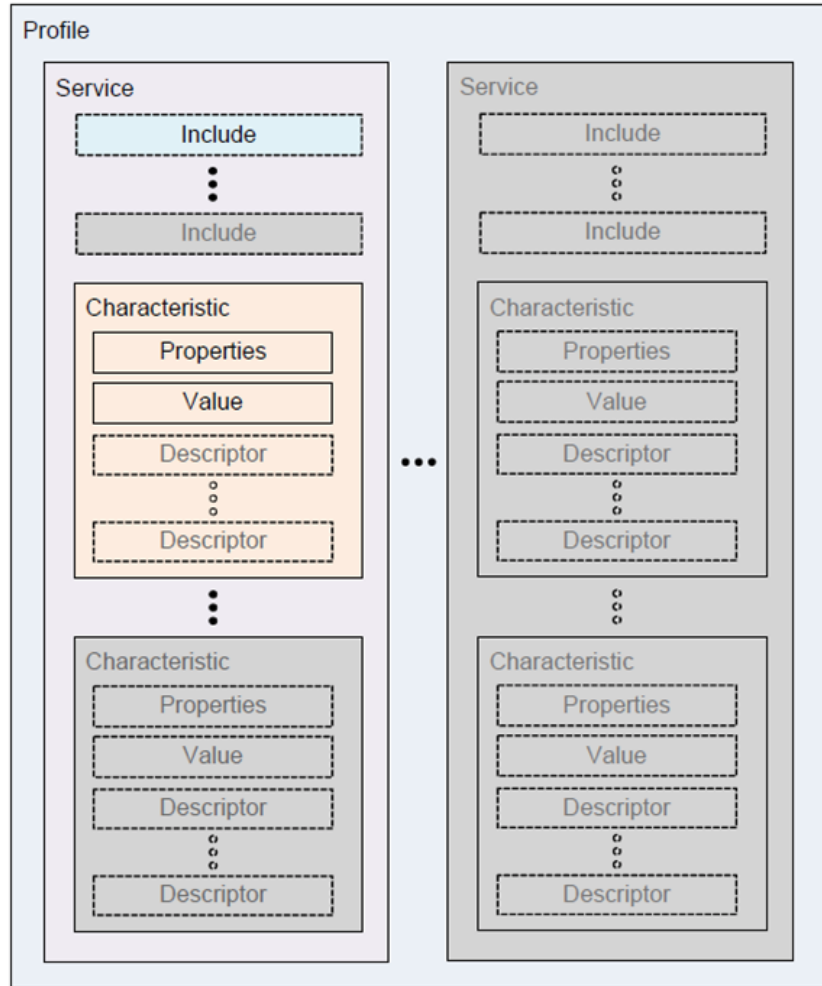 Profile
Service
Include
Include
Characteristic
Properties
Value
Descriptor
Descriptor
Characteristic
Properties
Value
Descriptor
Descriptor
Service
Include
Include
Characteristic
Properties
Value
Descriptor
Descriptor
Characteristic
Properties
Value
Descriptor
Descriptor